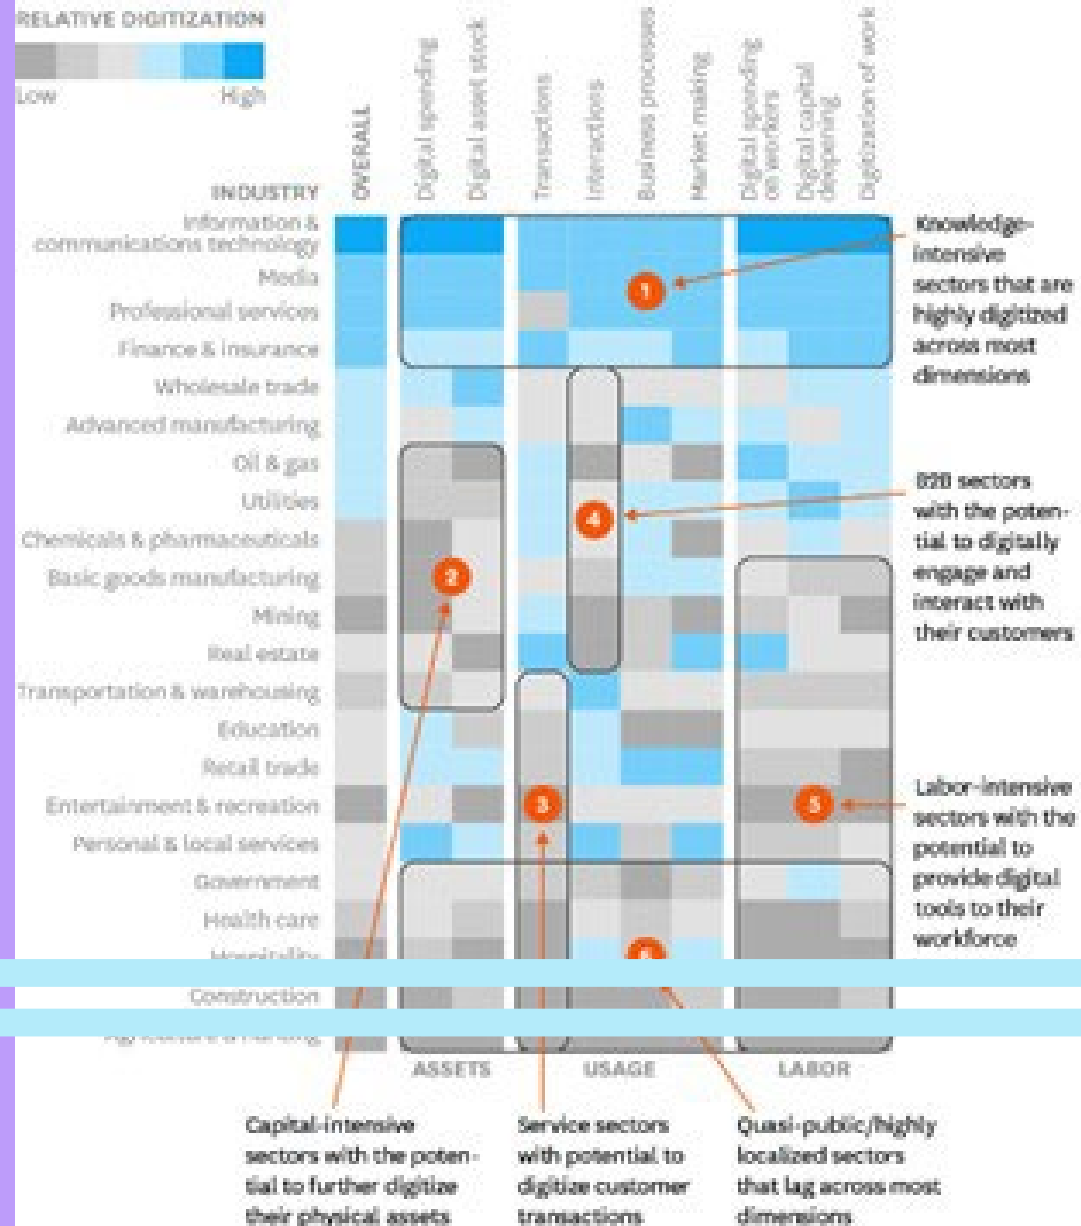 RELATIVE DIGITIZATION
Low High
OVERALL
Digital spending
Digital asset stock
Transactions
Interactions
Business processes
Market making
Digital spending
on workers
Digital capital
deepening
Digitization of work
INDUSTRY
Information &
communications technology
Media
Professional services
Finance & insurance
Wholesale trade
Advanced manufacturing
Oil & gas
Utilities
Chemicals & pharmaceuticals
Basic goods manufacturing
Mining
Real estate
Transportation & warehousing
Education
Retail trade
Entertainment & recreation
Personal & local services
Government
Health care
Hospitality
Construction
1
2
3
4
5
Knowledge-
intensive
sectors that are
highly digitized
across most
dimensions
B2B sectors
with the poten-
tial to digitally
engage and
interact with
their customers
Labor-intensive
sectors with the
potential to
provide digital
tools to their
workforce
ASSETS USAGE LABOR
Capital-intensive
sectors with the poten-
tial to further digitize
their physical assets
Service sectors
with potential to
digitize customer
transactions
Quasi-public/highly
localized sectors
that lag across most
dimensions